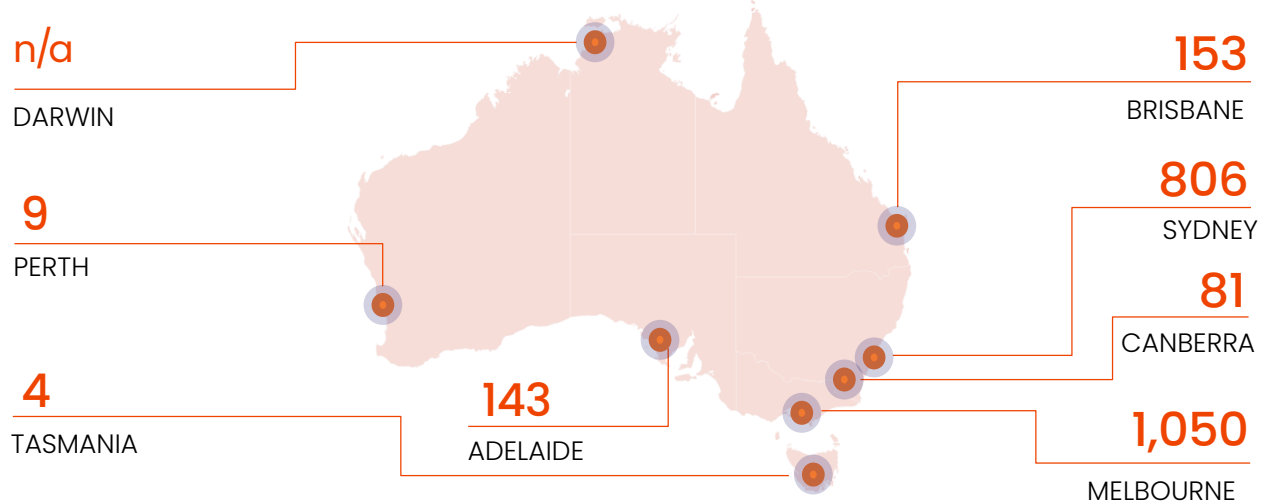 n/a
DARWIN
9
PERTH
4
TASMANIA
143
ADELAIDE
153
BRISBANE
806
SYDNEY
81
CANBERRA
1,050
MELBOURNE